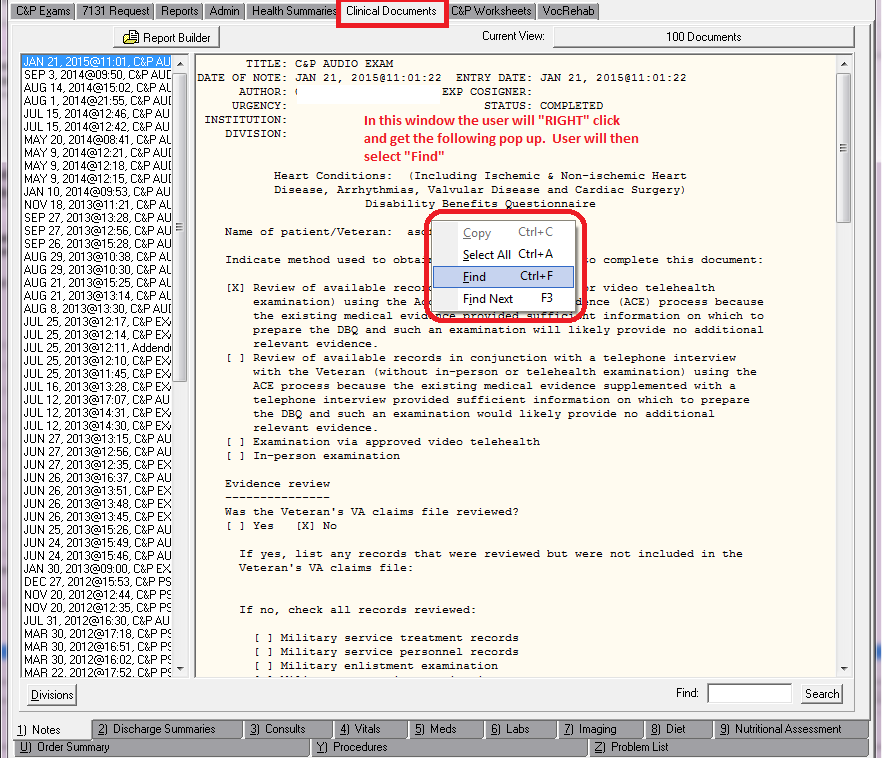 C&P Exams 7131 Request Reports Admin Health Summaries Clinical Documents C&P Worksheets VocRehab
Report Builder Current View: 100 Documents
JAN 21, 2015@11:01, C&P AUD
SEP 3, 2014@09:50, C&P AUD
AUG 14, 2014@15:02, C&P AUD
AUG 1, 2014@21:55, C&P AUD
JUL 15, 2014@12:46, C&P AU
JUL 15, 2014@12:42, C&P AU
MAY 20, 2014@08:41, C&P AU
MAY 9, 2014@12:21, C&P AUD
MAY 9, 2014@12:18, C&P AUD
MAY 9, 2014@12:15, C&P AUD
JAN 10, 2014@09:53, C&P AU
NOV 18, 2013@11:21, C&P AU
SEP 27, 2013@13:28, C&P AU
SEP 27, 2013@12:56, C&P AU
SEP 26, 2013@15:28, C&P AU
AUG 29, 2013@10:38, C&P AU
AUG 29, 2013@10:30, C&P AU
AUG 21, 2013@15:25, C&P AU
AUG 21, 2013@13:14, C&P AU
AUG 8, 2013@13:30, C&P AUD
JUL 25, 2013@12:17, C&P EXA
JUL 25, 2013@12:14, C&P EXA
JUL 25, 2013@12:11, Addendu
JUL 25, 2013@12:10, C&P EXA
JUL 25, 2013@11:45, C&P EXA
JUL 16, 2013@13:28, C&P EXA
JUL 12, 2013@17:07, C&P AU
JUL 12, 2013@14:31, C&P EXA
JUL 12, 2013@14:30, C&P EXA
JUN 27, 2013@13:15, C&P AU
JUN 27, 2013@12:56, C&P AU
JUN 27, 2013@12:35, C&P EX
JUN 26, 2013@16:37, C&P AU
JUN 26, 2013@13:51, C&P EX
JUN 26, 2013@13:48, C&P EX
JUN 26, 2013@13:45, C&P EX
JUN 25, 2013@15:26, C&P AU
JUN 24, 2013@15:49, C&P AU
JUN 24, 2013@15:46, C&P AU
JAN 30, 2013@09:00, C&P EX
DEC 27, 2012@15:53, C&P PS
NOV 20, 2012@12:44, C&P PS
NOV 20, 2012@12:35, C&P PS
JUL 31, 2012@16:30, C&P AU
MAR 30, 2012@17:18, C&P PS
MAR 30, 2012@16:51, C&P PS
MAR 30, 2012@16:02, C&P PS
MAR 22, 2012@17:52, C&P PS
TITLE: C&P AUDIO EXAM
DATE OF NOTE: JAN 21, 2015@11:01:22 ENTRY DATE: JAN 21, 2015@11:01:22
AUTHOR: EXP COSIGNER:
URGENCY: STATUS: COMPLETED
INSTITUTION:
DIVISION:
In this window the user will "RIGHT" click
and get the following pop up. User will then
select "Find"
Heart Conditions: (Including Ischemic & Non-ischemic Heart
Disease, Arrhythmias, Valvular Disease and Cardiac Surgery)
Disability Benefits Questionnaire
Name of patient/Veteran:
Copy Ctrl+C
Select All Ctrl+A
Find Ctrl+F
Find Next F3
Indicate method used to obta to complete this document:
[X] Review of available reco or video telehealth
examination) using the Ac dence (ACE) process because
the existing medical evidence provided sufficient information on which to
prepare the DBQ and such an examination will likely provide no additional
relevant evidence.
[ ] Review of available records in conjunction with a telephone interview
with the Veteran (without in-person or telehealth examination) using the
ACE process because the existing medical evidence supplemented with a
telephone interview provided sufficient information on which to prepare
the DBQ and such an examination would likely provide no additional
relevant evidence.
[ ] Examination via approved video telehealth
[ ] In-person examination
Evidence review
---------------
Was the Veteran's VA claims file reviewed?
[ ] Yes [X] No
If yes, list any records that were reviewed but were not included in the
Veteran's VA claims file:
If no, check all records reviewed:
[ ] Military service treatment records
[ ] Military service personnel records
[ ] Military enlistment examination
Divisions Find: Search
1) Notes 2) Discharge Summaries 3) Consults 4) Vitals 5) Meds 6) Labs 7) Imaging 8) Diet 9) Nutritional Assessment
U) Order Summary Y) Procedures Z) Problem List